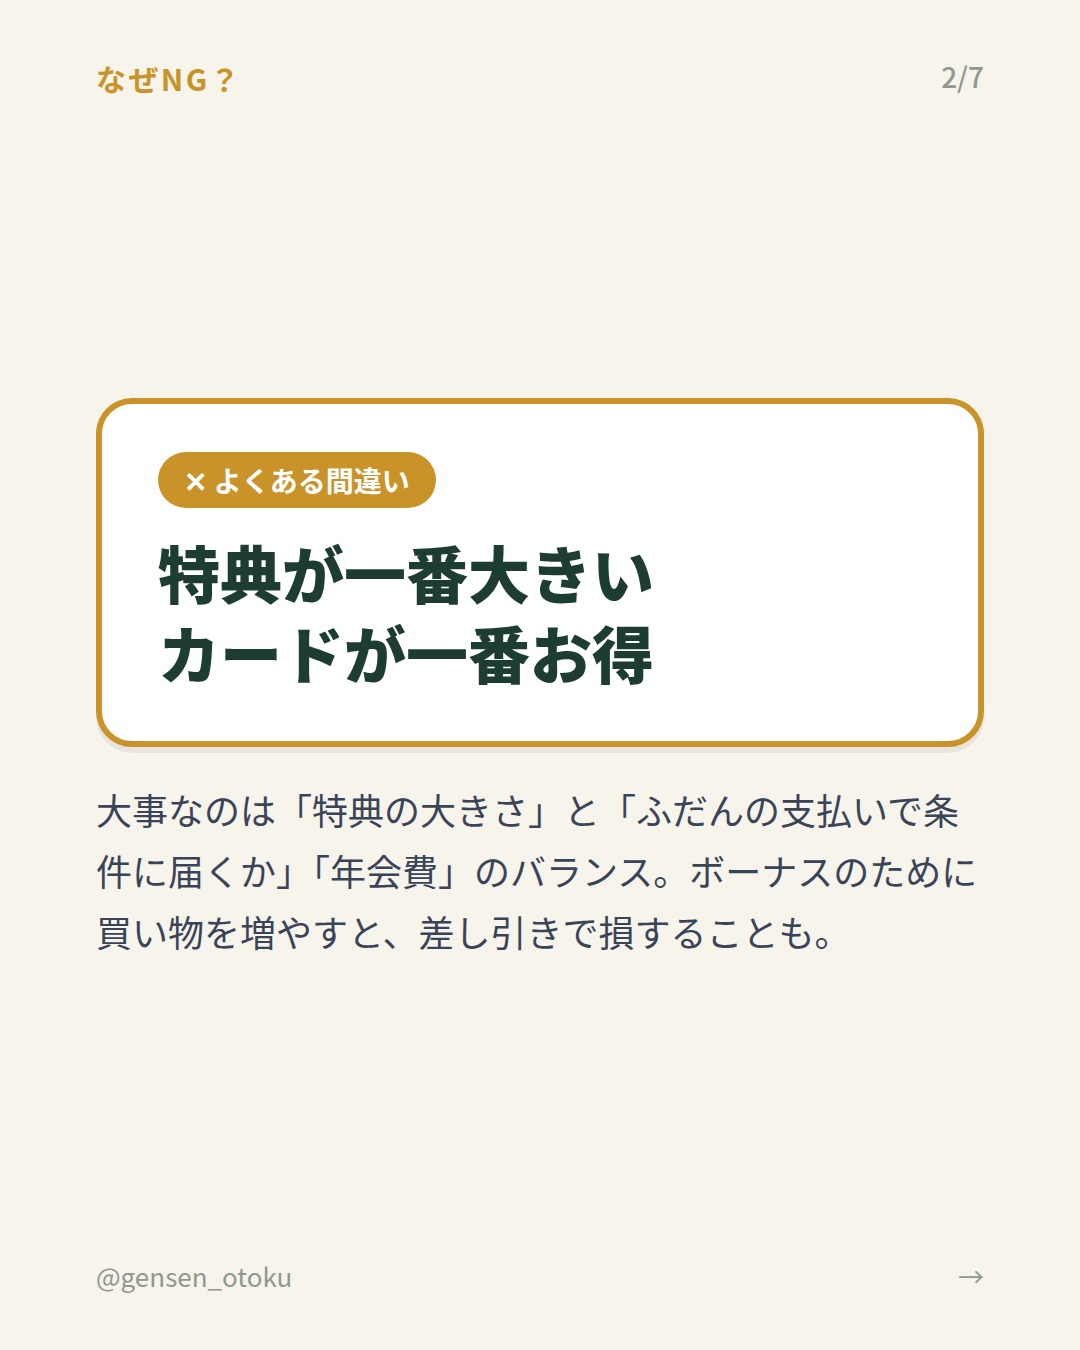 なぜNG？
2/7
× よくある間違い
特典が一番大きい
カードが一番お得
大事なのは「特典の大きさ」と「ふだんの支払いで条
件に届くか」「年会費」のバランス。ボーナスのために
買い物を増やすと、差し引きで損することも。
@gensen_otoku
→